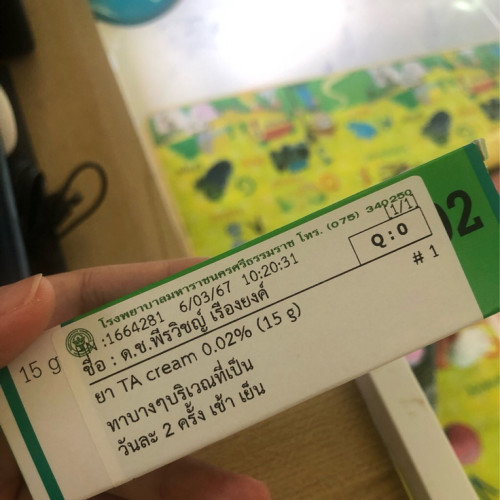 โรงพยาบาลมหาราชนครศรีธรรมราช โทร. (075) 340250
1/1
:1664281 6/03/67 10:20:31
Q : 0
ชื่อ : ด.ช.พีรวิชญ์ เรืองยงค์
# 1
ยา TA cream 0.02% (15 g)
ทาบางๆบริเวณที่เป็น
วันละ 2 ครั้ง เช้า เย็น
15 g
02